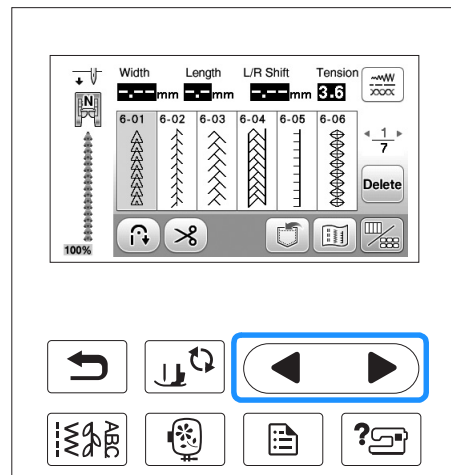 Width Length L/R Shift Tension
-.-- mm -.- mm -.-- mm 3.6
N
6-01 6-02 6-03 6-04 6-05 6-06
1
7
Delete
100%
ABC
?